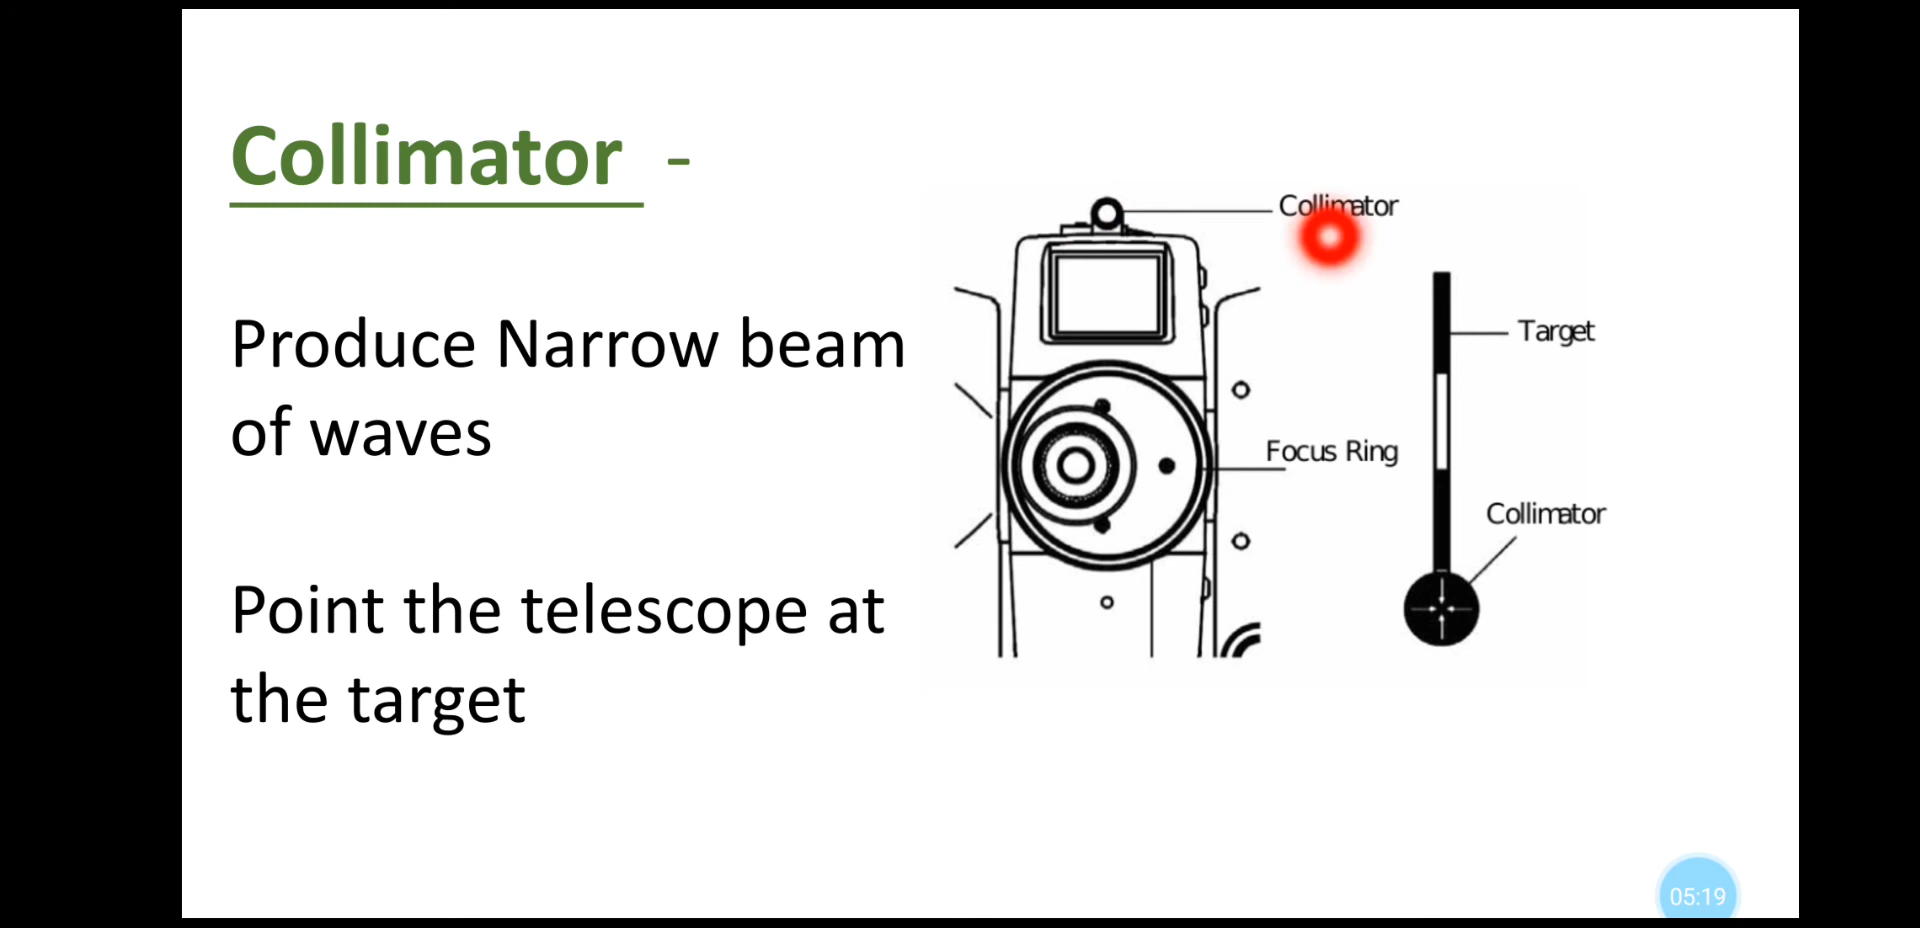 Collimator -
Produce Narrow beam
of waves
Point the telescope at
the target
Collimator
Target
Focus Ring
Collimator
05:19